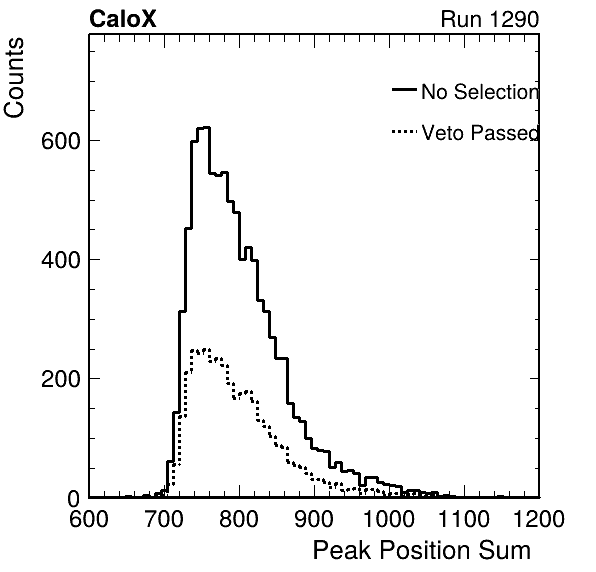 CaloX Run 1290
Counts
No Selection
Veto Passed
600
400
200
0
600 700 800 900 1000 1100 1200
Peak Position Sum